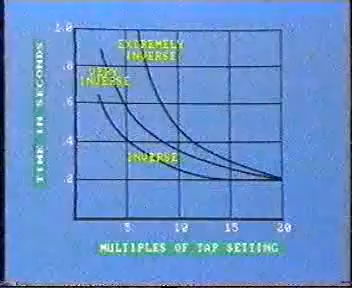 1.0
EXTREMELY
INVERSE
.8
VERY
INVERSE
.6
.4
INVERSE
.2
5 10 15 20
TIME IN SECONDS
MULTIPLES OF TAP SETTING